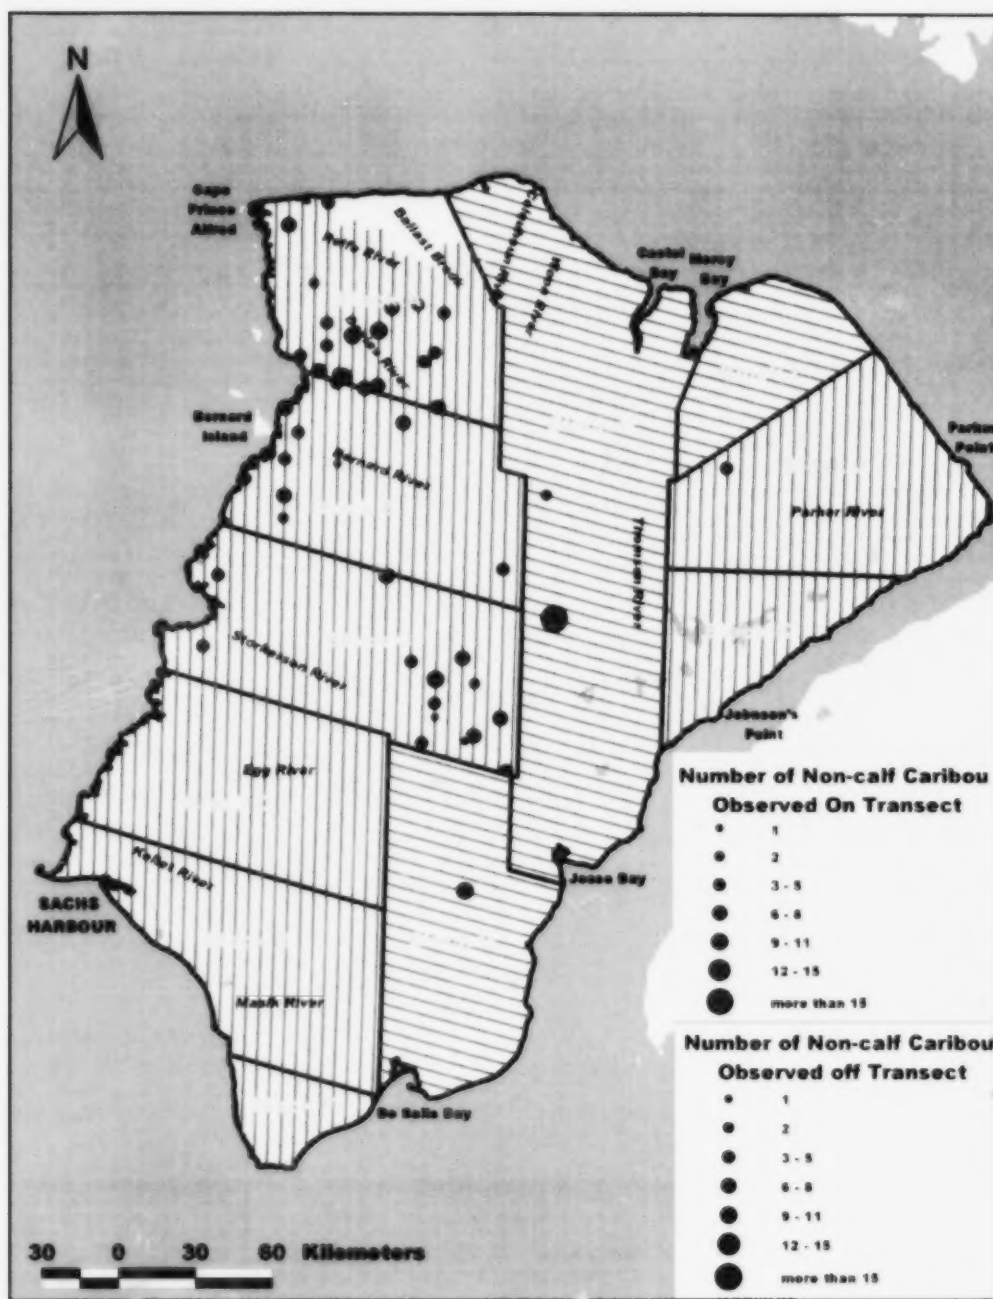 N
Cape
Prince
Alfred
Ballast Brook
Castel
Bay
Mercy
Bay
Bernard
Island
Bernard River
Parker
Point
Parker River
Thomsen River
Storkerson River
Johnson's
Point
Egg River
Kellet River
SACHS
HARBOUR
Jesse Bay
Masik River
De Salis Bay
Number of Non-calf Caribou
Observed On Transect
1
2
3 - 5
6 - 8
9 - 11
12 - 15
more than 15
Number of Non-calf Caribou
Observed off Transect
1
2
3 - 5
6 - 8
9 - 11
12 - 15
more than 15
30 0 30 60 Kilometers